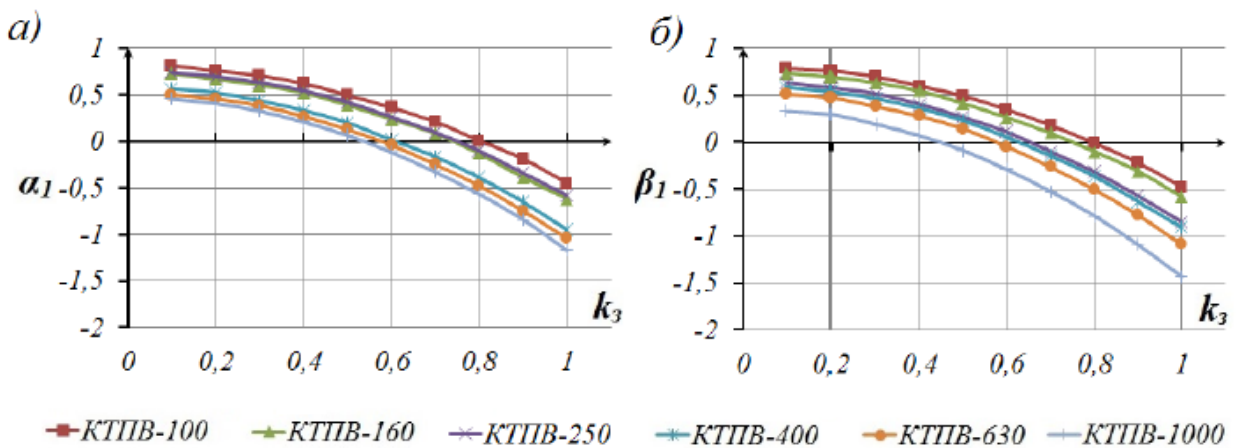 а) б)
1 1
0,5 0,5
0 0
α1 -0,5 β1 -0,5
-1 -1
-1,5 -1,5
-2 k3 -2 k3
0 0,2 0,4 0,6 0,8 1 0 0,2 0,4 0,6 0,8 1
КТПВ-100 КТПВ-160 КТПВ-250 КТПВ-400 КТПВ-630 КТПВ-1000